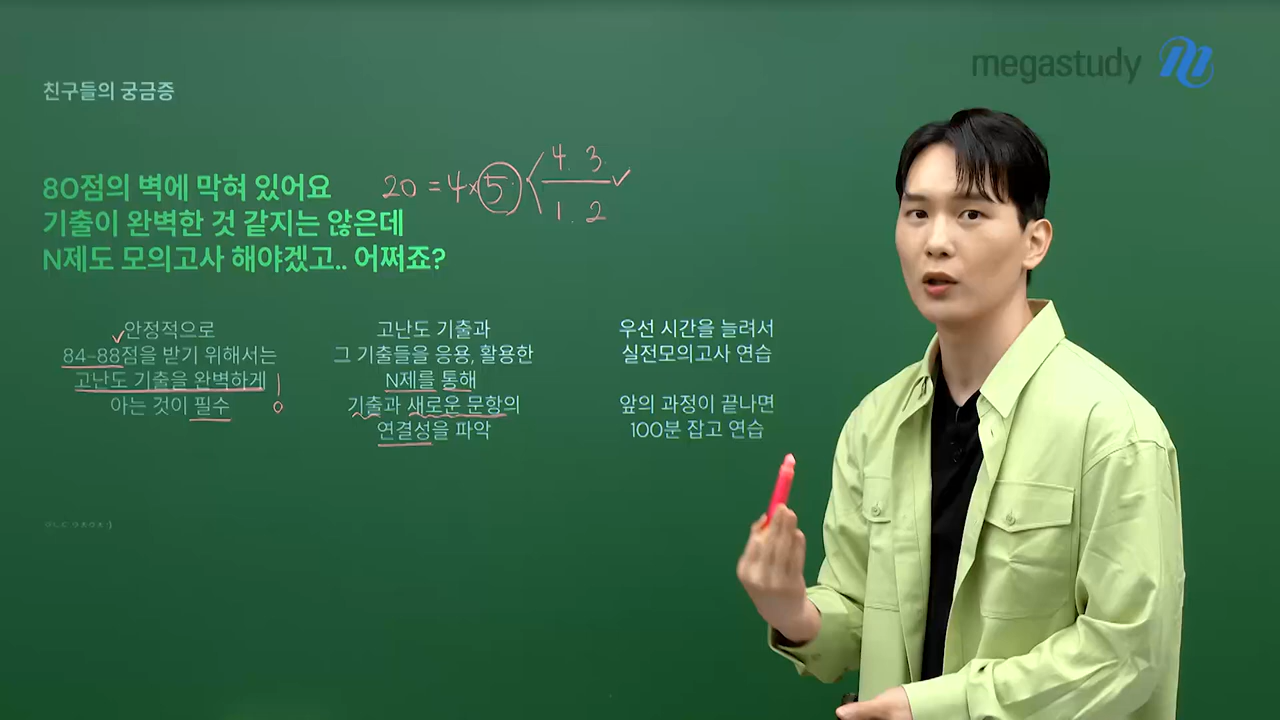 megastudy
친구들의 궁금증
80점의 벽에 막혀 있어요
기출이 완벽한 것 같지는 않은데
N제도 모의고사 해야겠고.. 어쩌죠?
20 = 4 × 5
4. 3.
1. 2
안정적으로
84-88점을 받기 위해서는
고난도 기출을 완벽하게
아는 것이 필수
!
고난도 기출과
그 기출들을 응용, 활용한
N제를 통해
기출과 새로운 문항의
연결성을 파악
우선 시간을 늘려서
실전모의고사 연습
앞의 과정이 끝나면
100분 잡고 연습